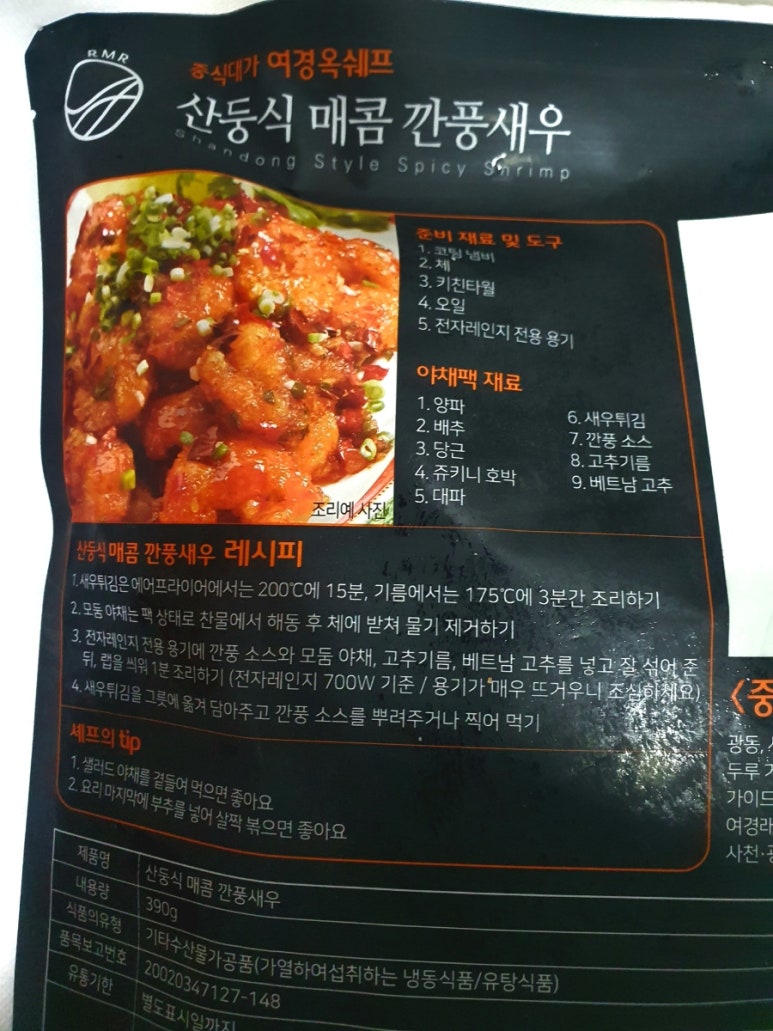 RMR
중식대가 여경옥쉐프
산둥식 매콤 깐풍새우
Shandong Style Spicy Shrimp
준비 재료 및 도구
1. 코팅 냄비
2. 체
3. 키친타월
4. 오일
5. 전자레인지 전용 용기
야채팩 재료
1. 양파
2. 배추
3. 당근
4. 쥬키니 호박
5. 대파
6. 새우튀김
7. 깐풍 소스
8. 고추기름
9. 베트남 고추
조리예 사진
산둥식 매콤 깐풍새우 레시피
1. 새우튀김은 에어프라이어에서는 200℃에 15분, 기름에서는 175℃에 3분간 조리하기
2. 모둠 야채는 팩 상태로 찬물에서 해동 후 체에 받쳐 물기 제거하기
3. 전자레인지 전용 용기에 깐풍 소스와 모둠 야채, 고추기름, 베트남 고추를 넣고 잘 섞어 준
뒤, 랩을 씌워 1분 조리하기 (전자레인지 700W 기준 / 용기가 매우 뜨거우니 조심하세요)
4. 새우튀김을 그릇에 옮겨 담아주고 깐풍 소스를 뿌려주거나 찍어 먹기
셰프의 tip
1. 샐러드 야채를 곁들여 먹으면 좋아요
2. 요리 마지막에 부추를 넣어 살짝 볶으면 좋아요
제품명 산둥식 매콤 깐풍새우
내용량 390g
식품의유형 기타수산물가공품(가열하여섭취하는 냉동식품/유탕식품)
품목보고번호 20020347127-148
유통기한 별도표시일까지
<중
광동,
두루
가이드
여경래
사천·